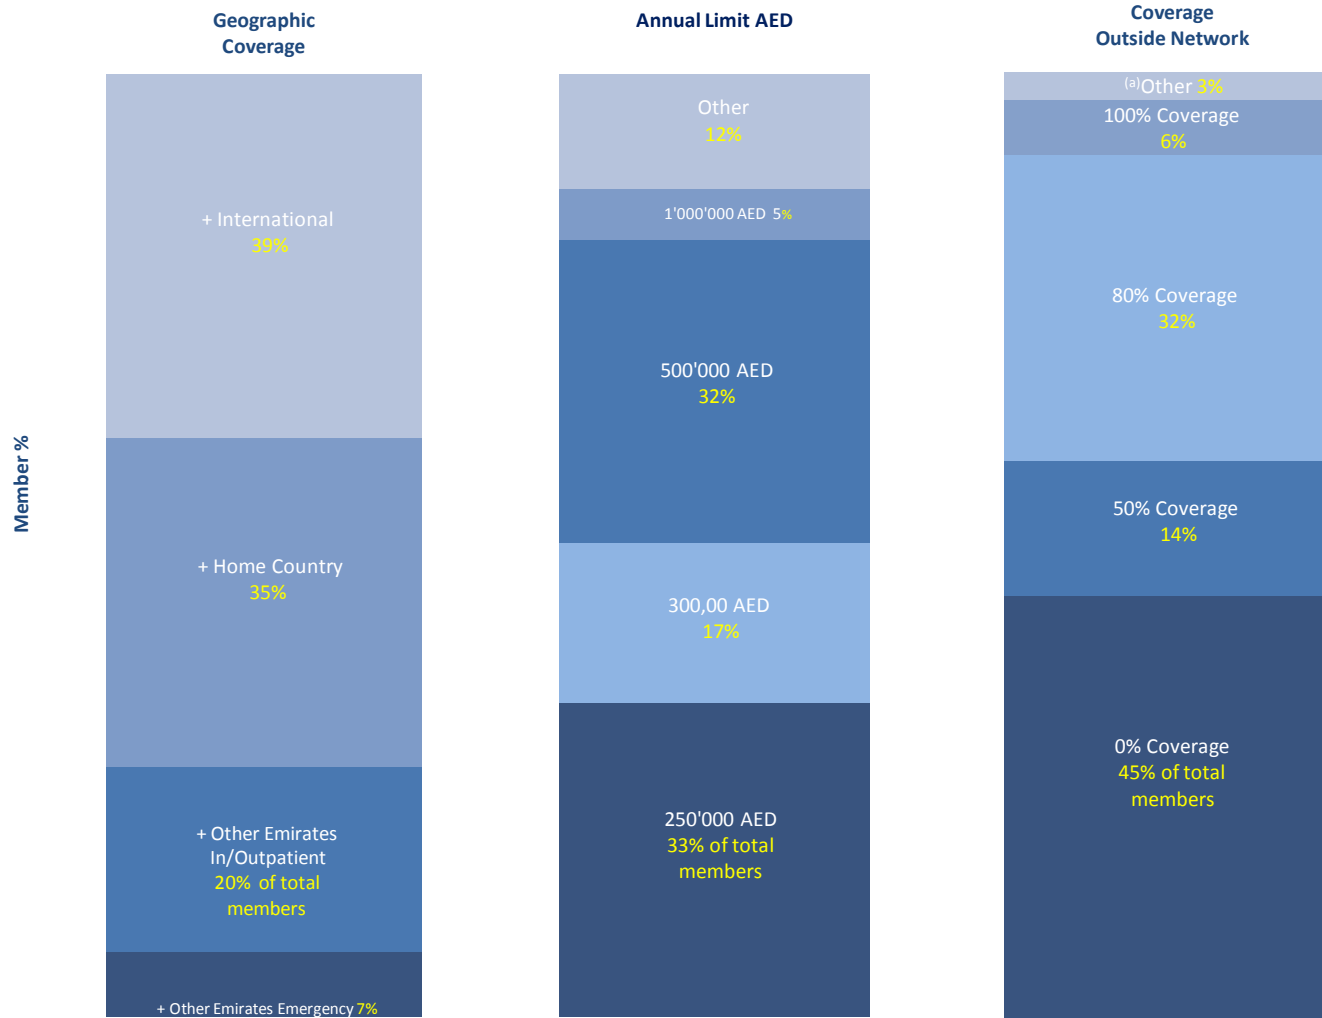 Geographic
Coverage
+ International
39%
+ Home Country
35%
+ Other Emirates
In/Outpatient
20% of total
members
+ Other Emirates Emergency 7%
Member %
Annual Limit AED
Other
12%
1'000'000 AED 5%
500'000 AED
32%
300,00 AED
17%
250'000 AED
33% of total
members
Coverage
Outside Network
(a)Other 3%
100% Coverage
6%
80% Coverage
32%
50% Coverage
14%
0% Coverage
45% of total
members